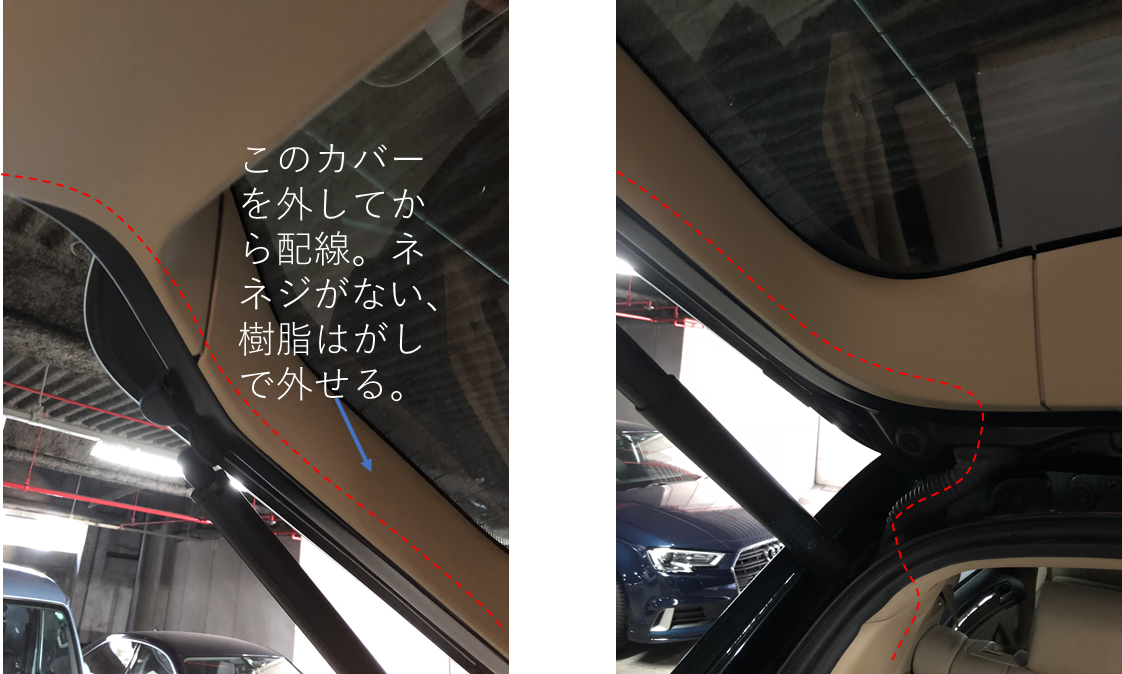 このカバー
を外してか
ら配線。ネ
ネジがない、
樹脂はがし
で外せる。